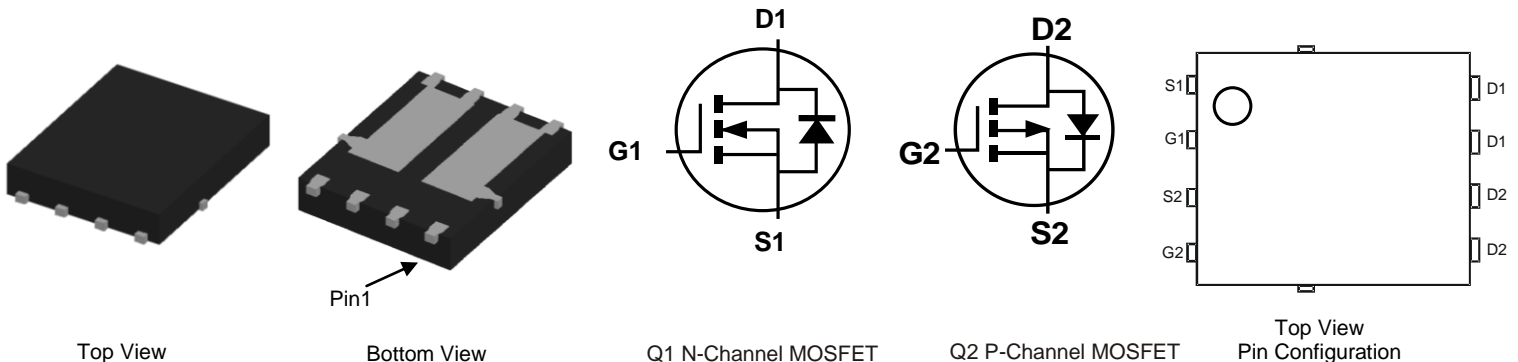 Pin1
Top View
Bottom View
D1
G1
S1
Q1 N-Channel MOSFET
D2
G2
S2
Q2 P-Channel MOSFET
S1
G1
S2
G2
D1
D1
D2
D2
Top View
Pin Configuration